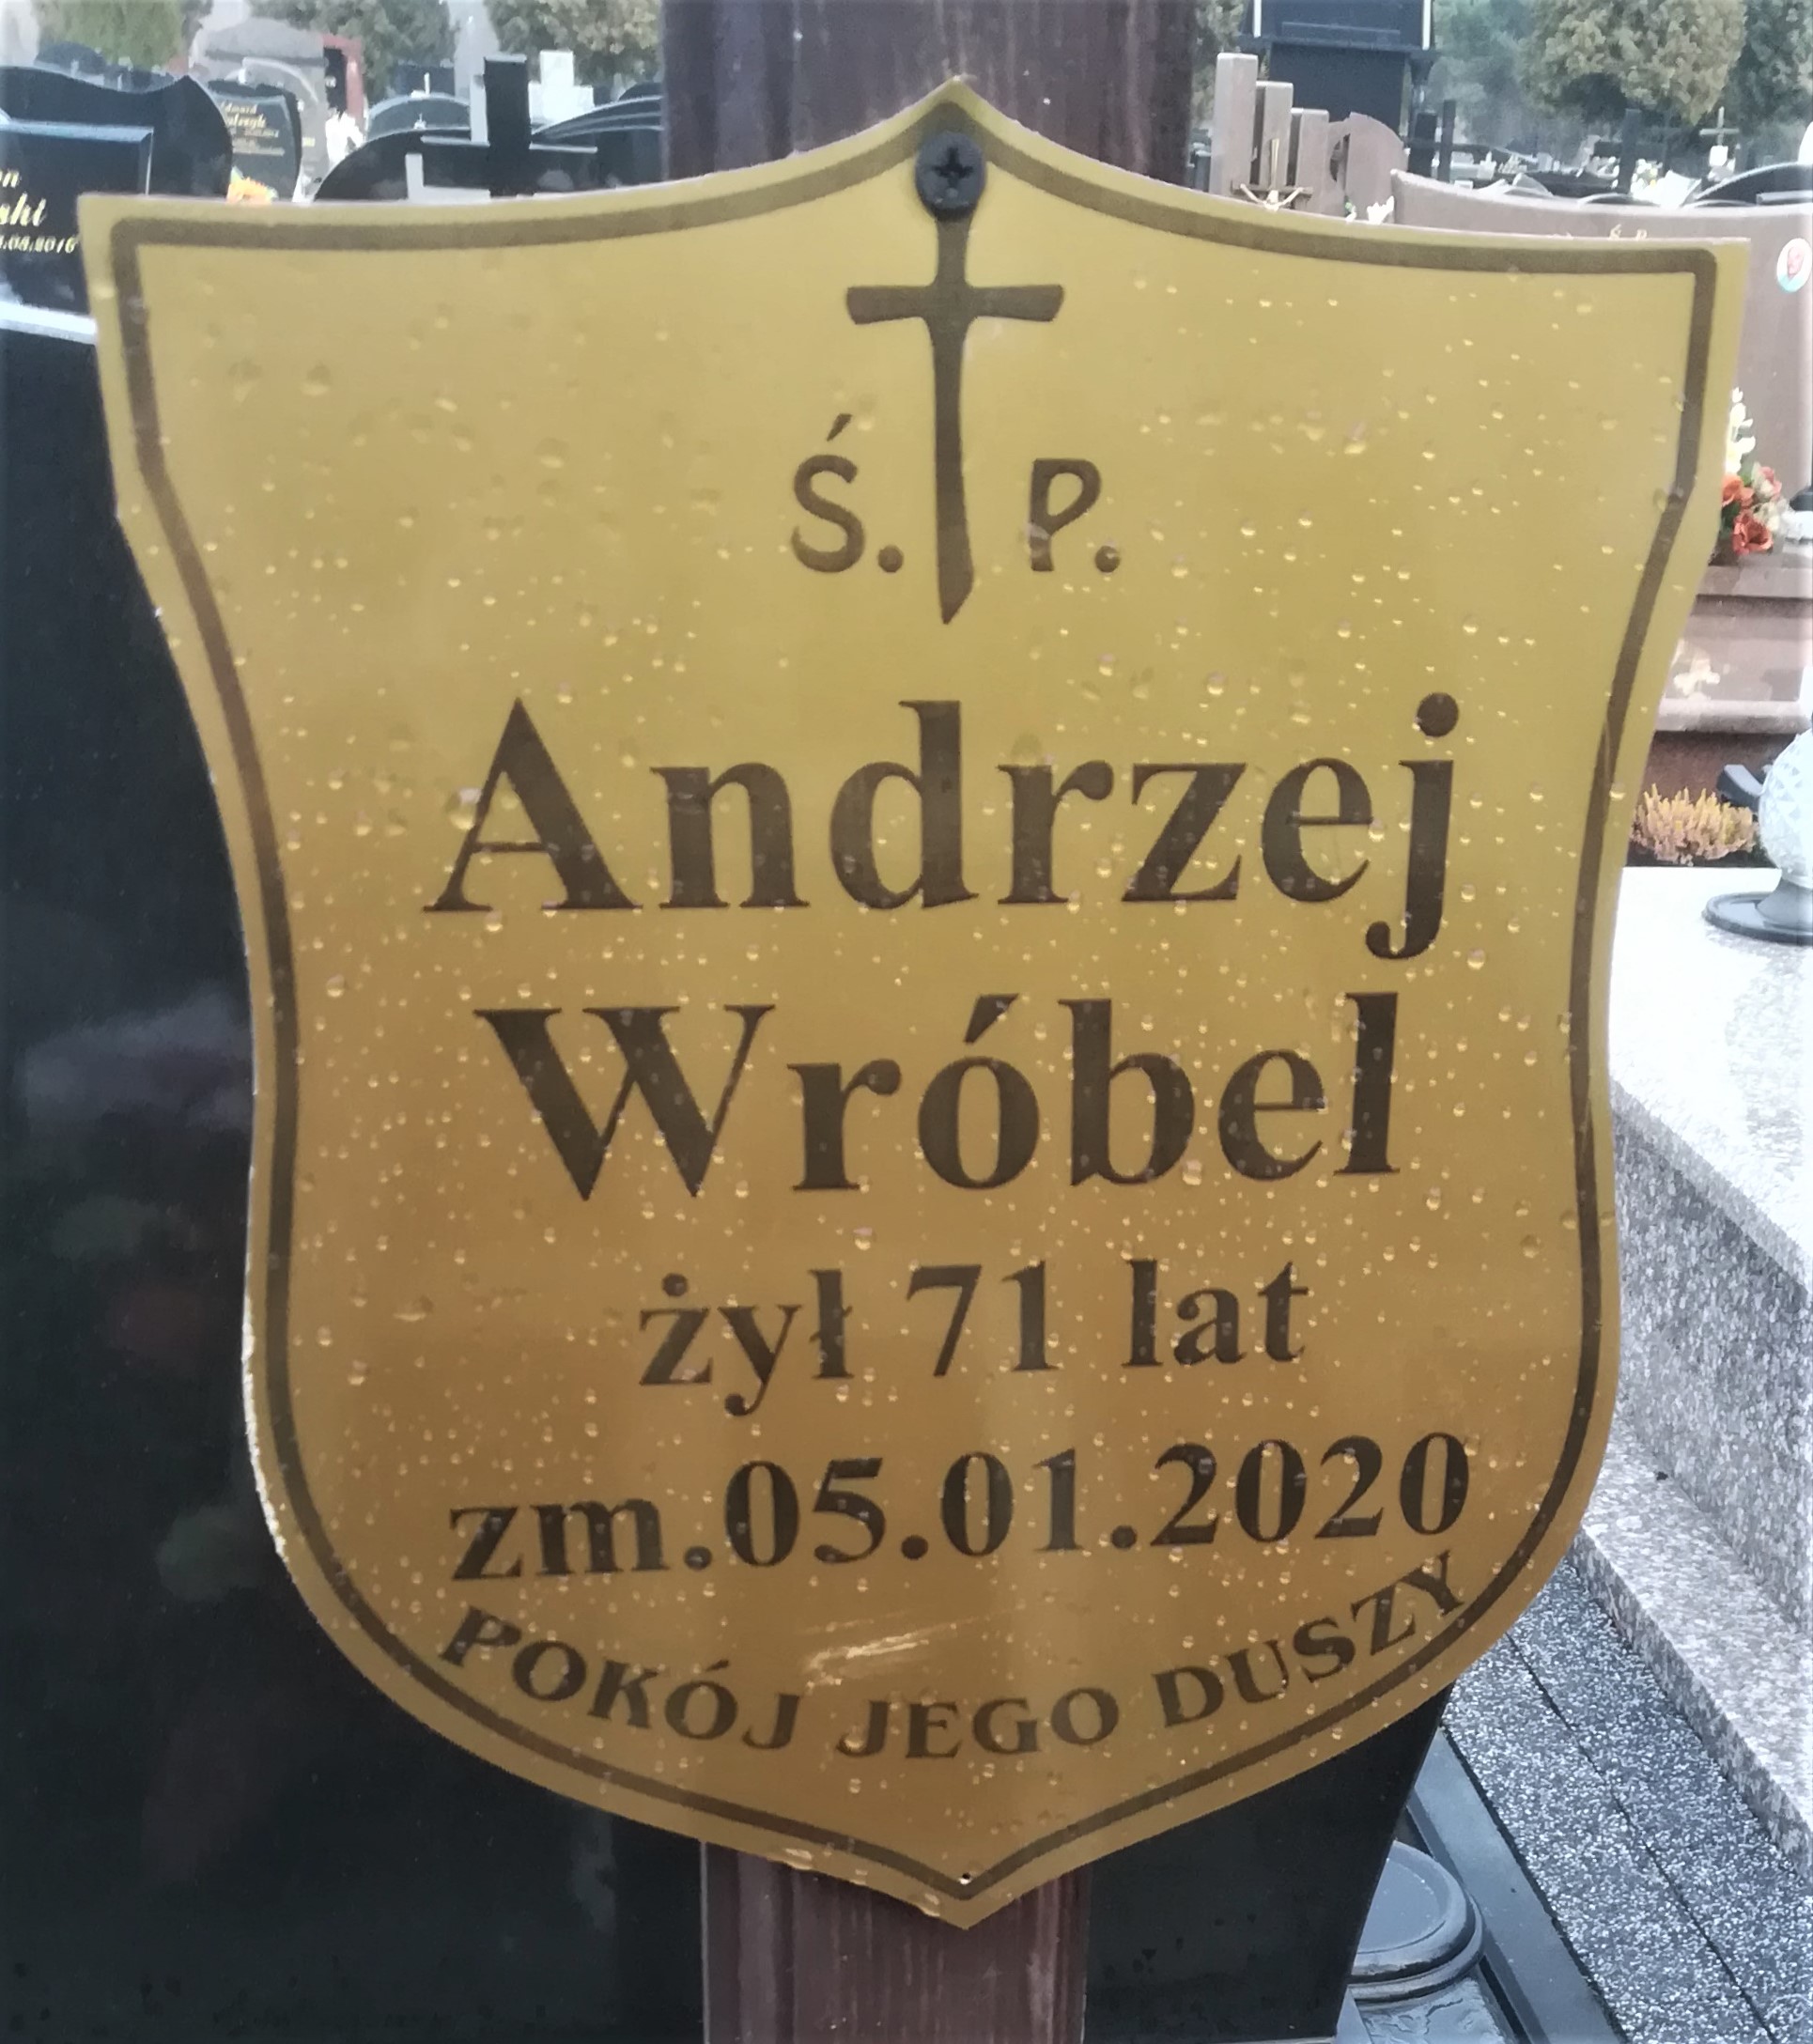 Ś. P.
Andrzej
Wróbel
żył 71 lat
zm.05.01.2020
POKÓJ JEGO DUSZY